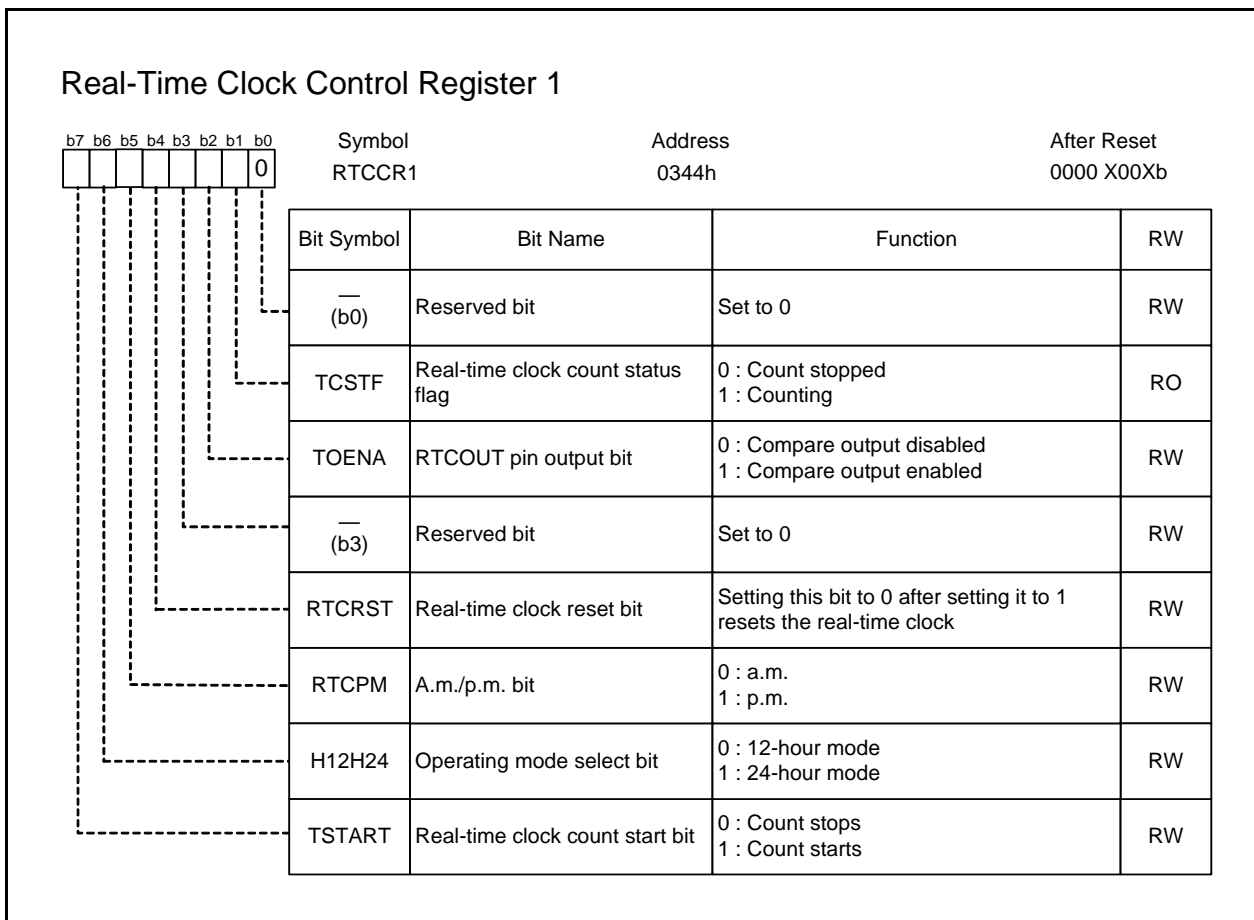 Real-Time Clock Control Register 1
b7 b6 b5 b4 b3 b2 b1 b0
0
Symbol Address After Reset
RTCCR1 0344h 0000 X00Xb
Bit Symbol Bit Name Function RW
—
(b0) Reserved bit Set to 0 RW
TCSTF Real-time clock count status flag 0 : Count stopped
1 : Counting RO
TOENA RTCOUT pin output bit 0 : Compare output disabled
1 : Compare output enabled RW
—
(b3) Reserved bit Set to 0 RW
RTCRST Real-time clock reset bit Setting this bit to 0 after setting it to 1
resets the real-time clock RW
RTCPM A.m./p.m. bit 0 : a.m.
1 : p.m. RW
H12H24 Operating mode select bit 0 : 12-hour mode
1 : 24-hour mode RW
TSTART Real-time clock count start bit 0 : Count stops
1 : Count starts RW